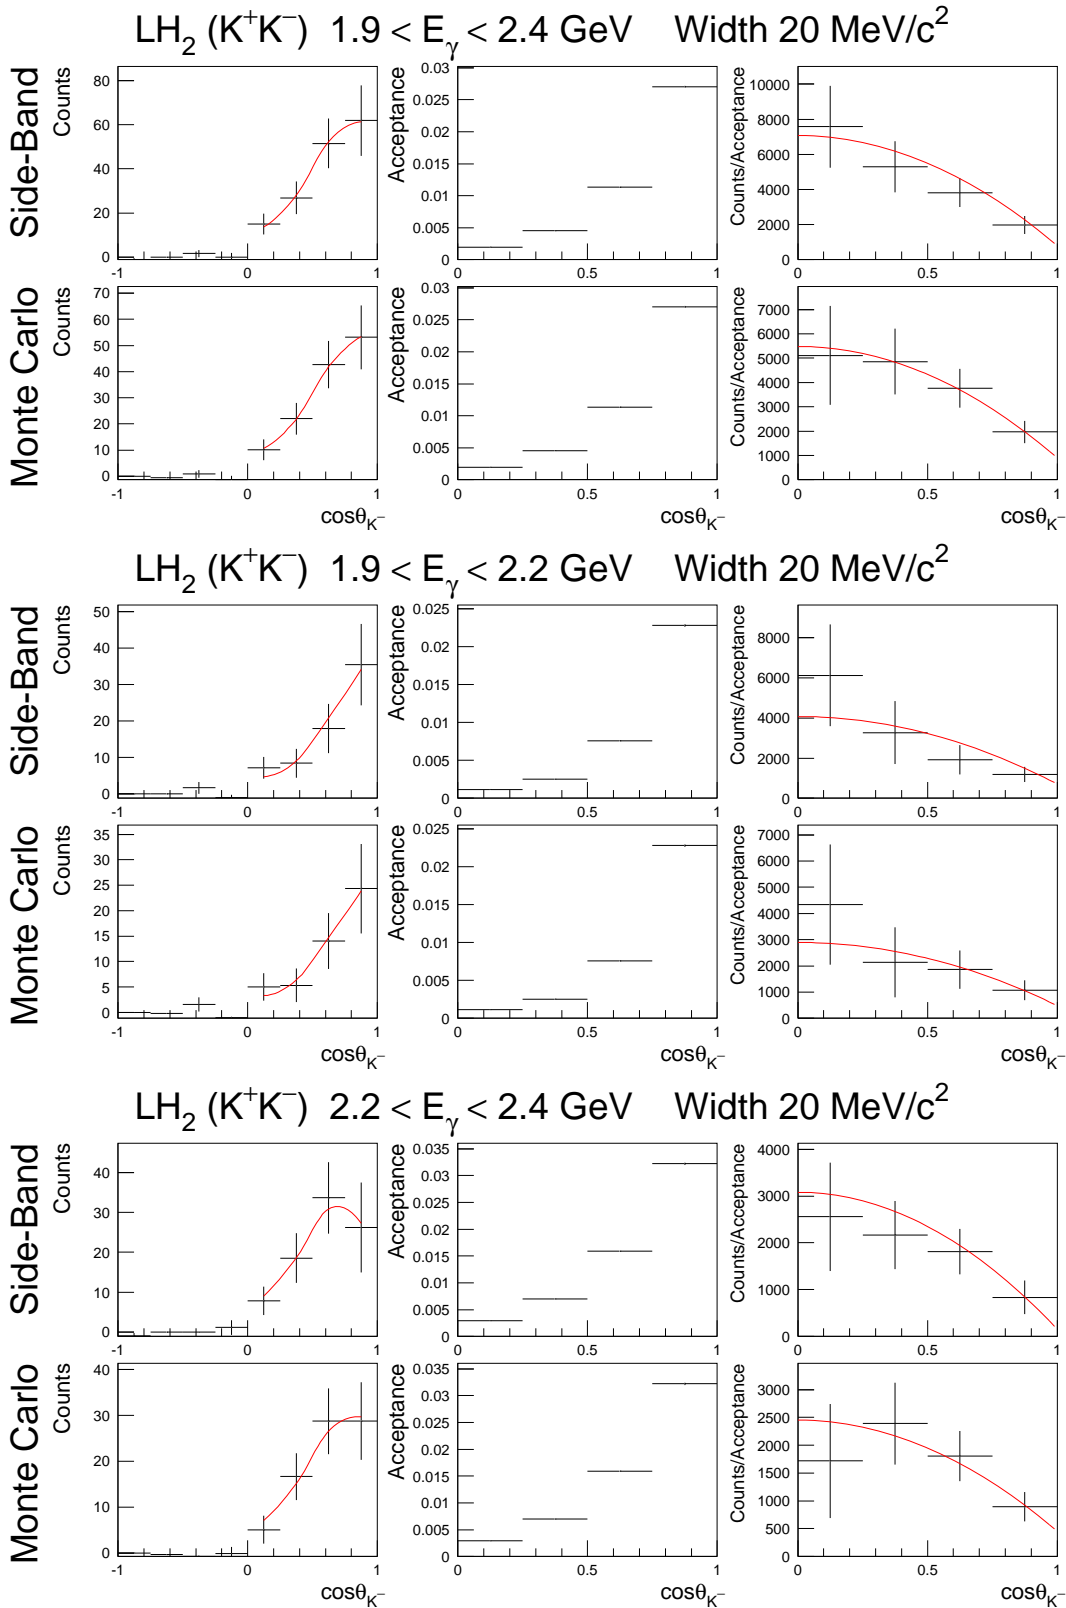 LH₂ (K⁺K⁻) 1.9 < Eᵧ < 2.4 GeV Width 20 MeV/c²
Side-Band
Counts
80
60
40
20
0
-1 0 1
Acceptance
0.03
0.025
0.02
0.015
0.01
0.005
0
0 0.5 1
Counts/Acceptance
10000
8000
6000
4000
2000
0
0 0.5 1
Monte Carlo
Counts
70
60
50
40
30
20
10
0
-1 0 1
cosθK⁻
Acceptance
0.03
0.025
0.02
0.015
0.01
0.005
0
0 0.5 1
cosθK⁻
Counts/Acceptance
7000
6000
5000
4000
3000
2000
1000
0
0 0.5 1
cosθK⁻
LH₂ (K⁺K⁻) 1.9 < Eᵧ < 2.2 GeV Width 20 MeV/c²
Side-Band
Counts
50
40
30
20
10
0
-1 0 1
Acceptance
0.025
0.02
0.015
0.01
0.005
0
0 0.5 1
Counts/Acceptance
8000
6000
4000
2000
0
0 0.5 1
Monte Carlo
Counts
35
30
25
20
15
10
5
0
-1 0 1
cosθK⁻
Acceptance
0.025
0.02
0.015
0.01
0.005
0
0 0.5 1
cosθK⁻
Counts/Acceptance
7000
6000
5000
4000
3000
2000
1000
0
0 0.5 1
cosθK⁻
LH₂ (K⁺K⁻) 2.2 < Eᵧ < 2.4 GeV Width 20 MeV/c²
Side-Band
Counts
40
30
20
10
0
-1 0 1
Acceptance
0.035
0.03
0.025
0.02
0.015
0.01
0.005
0
0 0.5 1
Counts/Acceptance
4000
3000
2000
1000
0
0 0.5 1
Monte Carlo
Counts
40
30
20
10
0
-1 0 1
cosθK⁻
Acceptance
0.035
0.03
0.025
0.02
0.015
0.01
0.005
0
0 0.5 1
cosθK⁻
Counts/Acceptance
3000
2500
2000
1500
1000
500
0
0 0.5 1
cosθK⁻